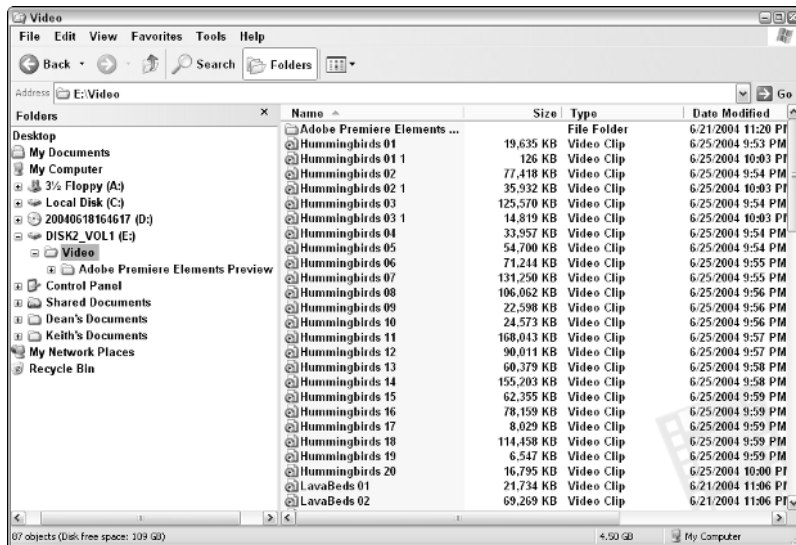 Video
File Edit View Favorites Tools Help
Back Search Folders
Address E:\Video Go
Folders × Name Size Type Date Modified
Desktop
My Documents
My Computer
3½ Floppy (A:)
Local Disk (C:)
20040618164617 (D:)
DISK2_VOL1 (E:)
Video
Adobe Premiere Elements Preview
Control Panel
Shared Documents
Dean's Documents
Keith's Documents
My Network Places
Recycle Bin
Adobe Premiere Elements ... File Folder 6/21/2004 11:20 PM
Hummingbirds 01 19,635 KB Video Clip 6/25/2004 9:53 PM
Hummingbirds 01 1 126 KB Video Clip 6/25/2004 10:03 PM
Hummingbirds 02 77,418 KB Video Clip 6/25/2004 9:54 PM
Hummingbirds 02 1 35,932 KB Video Clip 6/25/2004 10:03 PM
Hummingbirds 03 125,570 KB Video Clip 6/25/2004 9:54 PM
Hummingbirds 03 1 14,819 KB Video Clip 6/25/2004 10:03 PM
Hummingbirds 04 33,957 KB Video Clip 6/25/2004 9:54 PM
Hummingbirds 05 54,700 KB Video Clip 6/25/2004 9:54 PM
Hummingbirds 06 71,244 KB Video Clip 6/25/2004 9:55 PM
Hummingbirds 07 131,250 KB Video Clip 6/25/2004 9:55 PM
Hummingbirds 08 106,062 KB Video Clip 6/25/2004 9:56 PM
Hummingbirds 09 22,598 KB Video Clip 6/25/2004 9:56 PM
Hummingbirds 10 24,573 KB Video Clip 6/25/2004 9:56 PM
Hummingbirds 11 168,043 KB Video Clip 6/25/2004 9:57 PM
Hummingbirds 12 90,011 KB Video Clip 6/25/2004 9:57 PM
Hummingbirds 13 60,379 KB Video Clip 6/25/2004 9:58 PM
Hummingbirds 14 155,203 KB Video Clip 6/25/2004 9:58 PM
Hummingbirds 15 62,355 KB Video Clip 6/25/2004 9:59 PM
Hummingbirds 16 78,159 KB Video Clip 6/25/2004 9:59 PM
Hummingbirds 17 8,029 KB Video Clip 6/25/2004 9:59 PM
Hummingbirds 18 114,458 KB Video Clip 6/25/2004 9:59 PM
Hummingbirds 19 6,547 KB Video Clip 6/25/2004 9:59 PM
Hummingbirds 20 16,795 KB Video Clip 6/25/2004 10:00 PM
LavaBeds 01 21,734 KB Video Clip 6/21/2004 11:06 PM
LavaBeds 02 69,269 KB Video Clip 6/21/2004 11:06 PM
87 objects (Disk free space: 109 GB) 4.50 GB My Computer